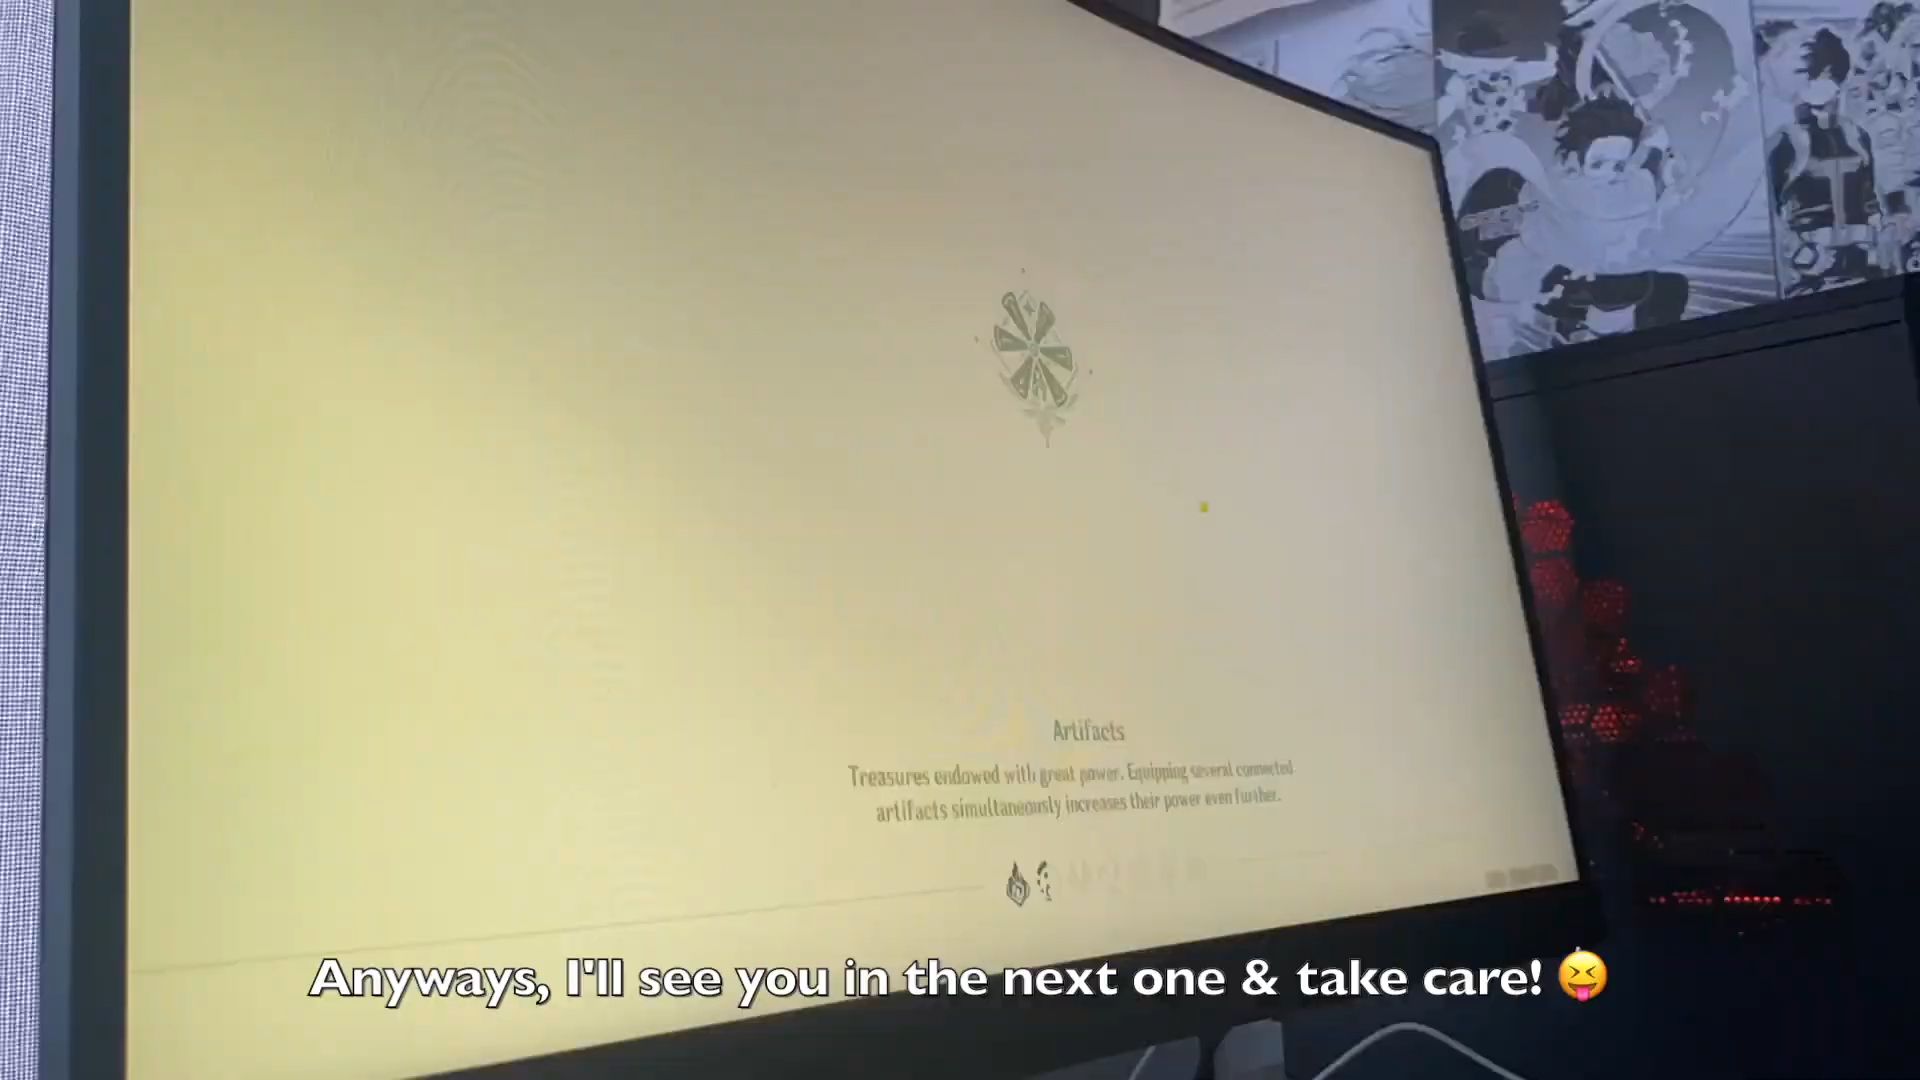 Artifacts
Treasures endowed with great power. Equipping several connected
artifacts simultaneously increases their power even further.
Anyways, I'll see you in the next one & take care! 😝